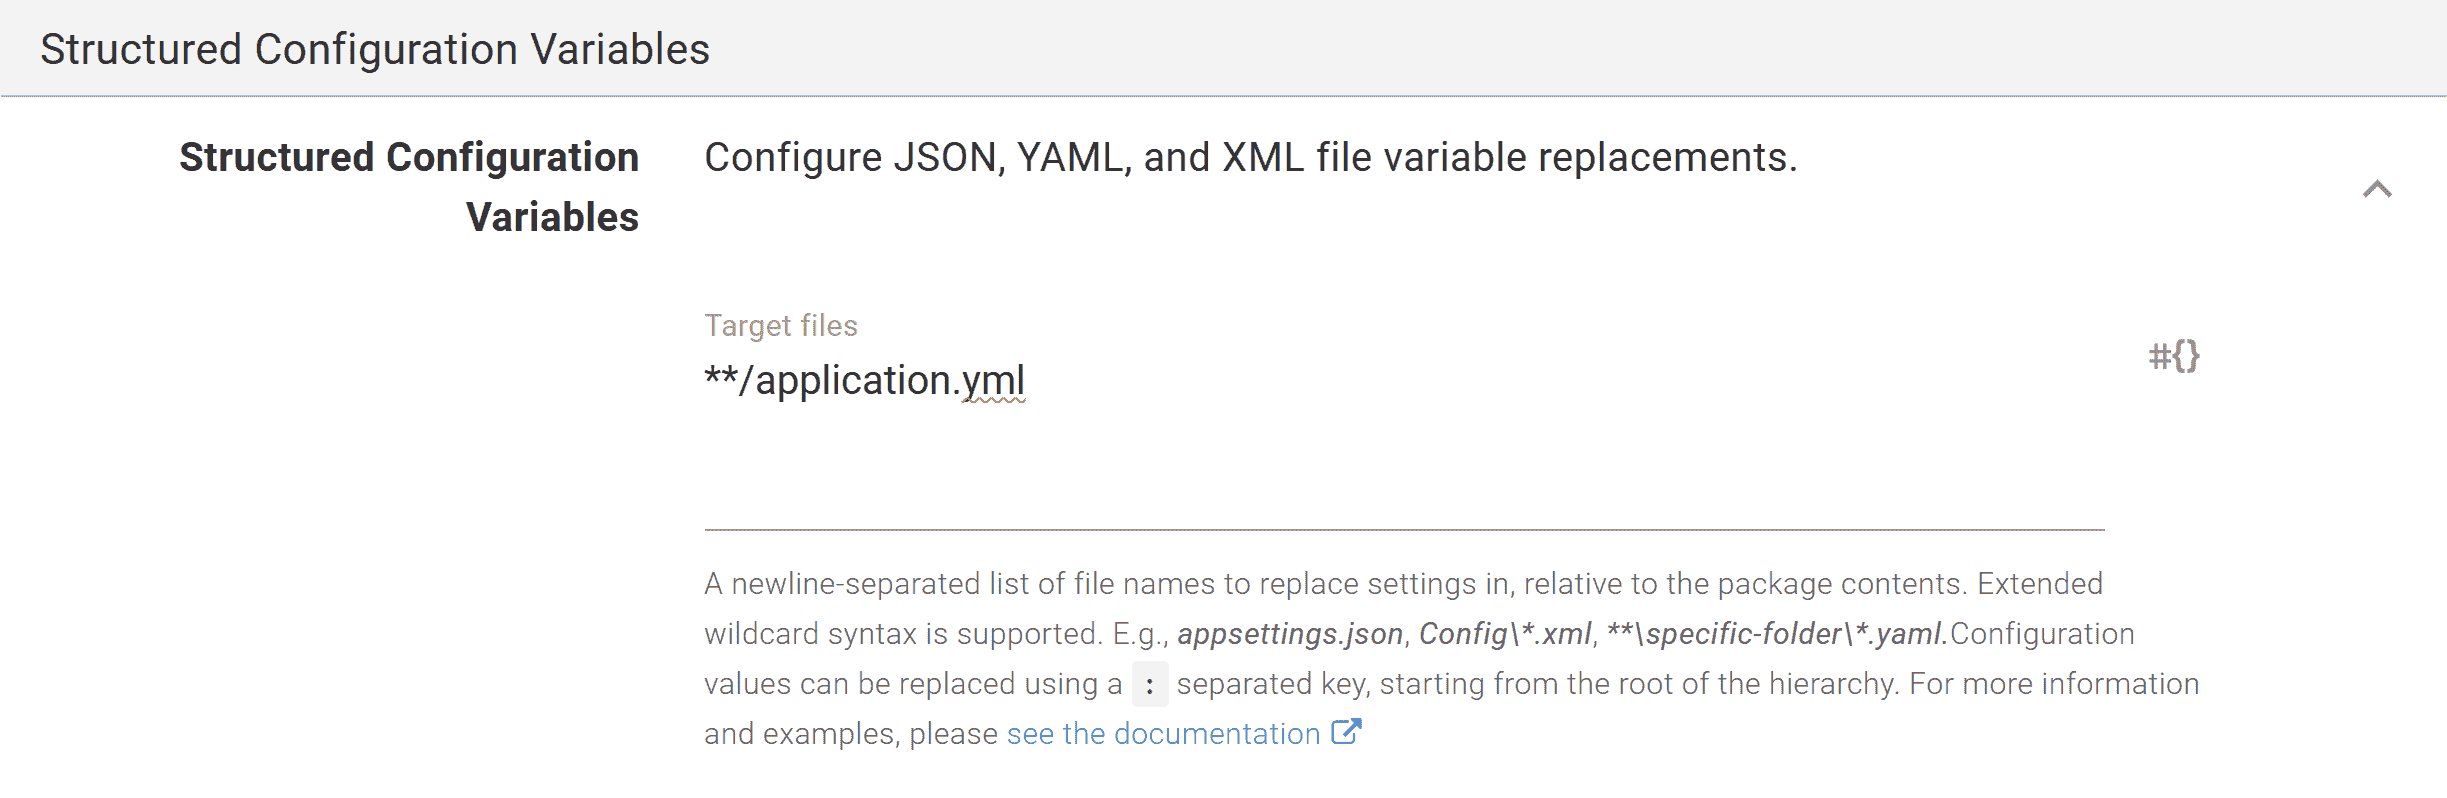 Structured Configuration Variables
Structured Configuration
Variables
Configure JSON, YAML, and XML file variable replacements.
Target files
**/application.yml
#{}
A newline-separated list of file names to replace settings in, relative to the package contents. Extended
wildcard syntax is supported. E.g., appsettings.json, Config\*.xml, **\specific-folder\*.yaml.Configuration
values can be replaced using a : separated key, starting from the root of the hierarchy. For more information
and examples, please see the documentation